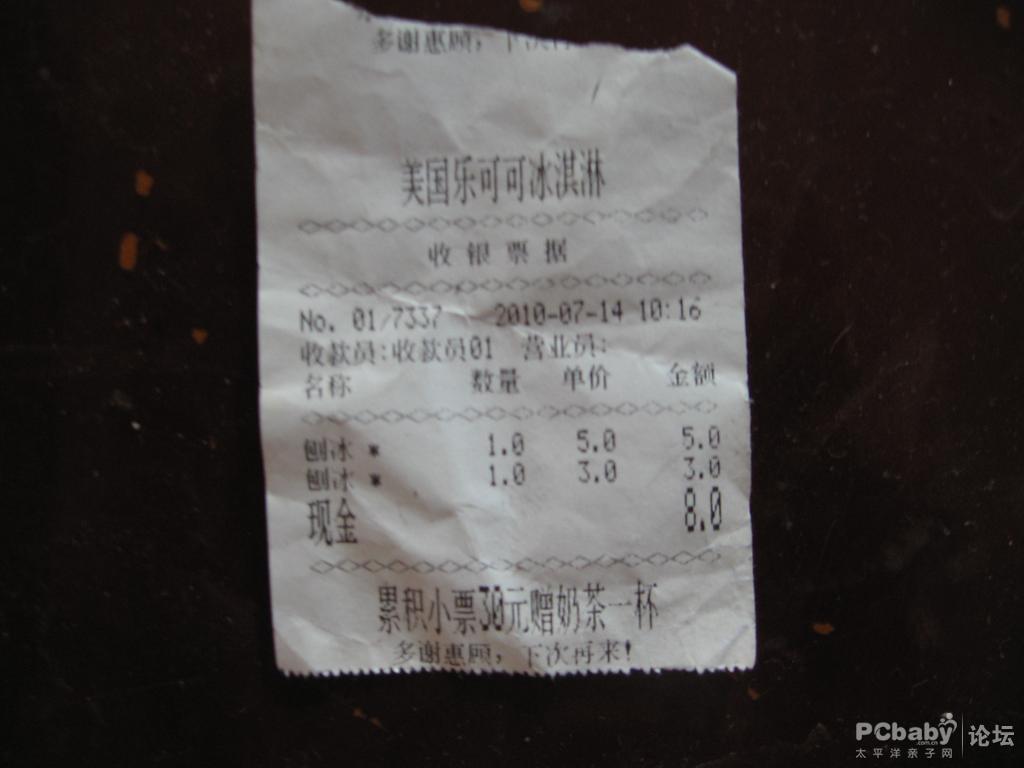 多谢惠顾，下次再
美国乐可可冰淇淋
收银票据
No. 01/7337 2010-07-14 10:16
收款员:收款员01 营业员:
名称 数量 单价 金额
刨冰 * 1.0 5.0 5.0
刨冰 * 1.0 3.0 3.0
现金 8.0
累积小票30元赠奶茶一杯
多谢惠顾，下次再来!
PCbaby 论坛
.com.cn
太平洋亲子网